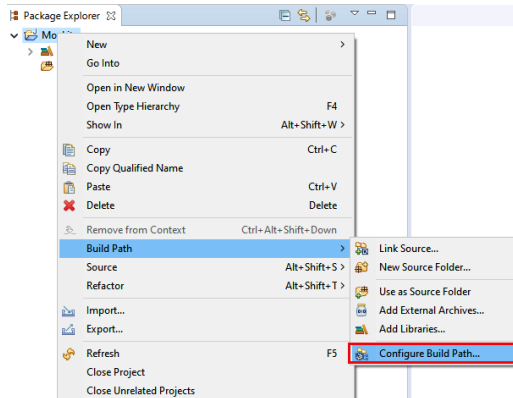 Package Explorer
New
Go Into
Open in New Window
Open Type Hierarchy F4
Show In Alt+Shift+W >
Copy Ctrl+C
Copy Qualified Name
Paste Ctrl+V
Delete Delete
Remove from Context Ctrl+Alt+Shift+Down
Build Path
Source Alt+Shift+S >
Refactor Alt+Shift+T >
Import...
Export...
Refresh F5
Close Project
Close Unrelated Projects
Link Source...
New Source Folder...
Use as Source Folder
Add External Archives...
Add Libraries...
Configure Build Path...